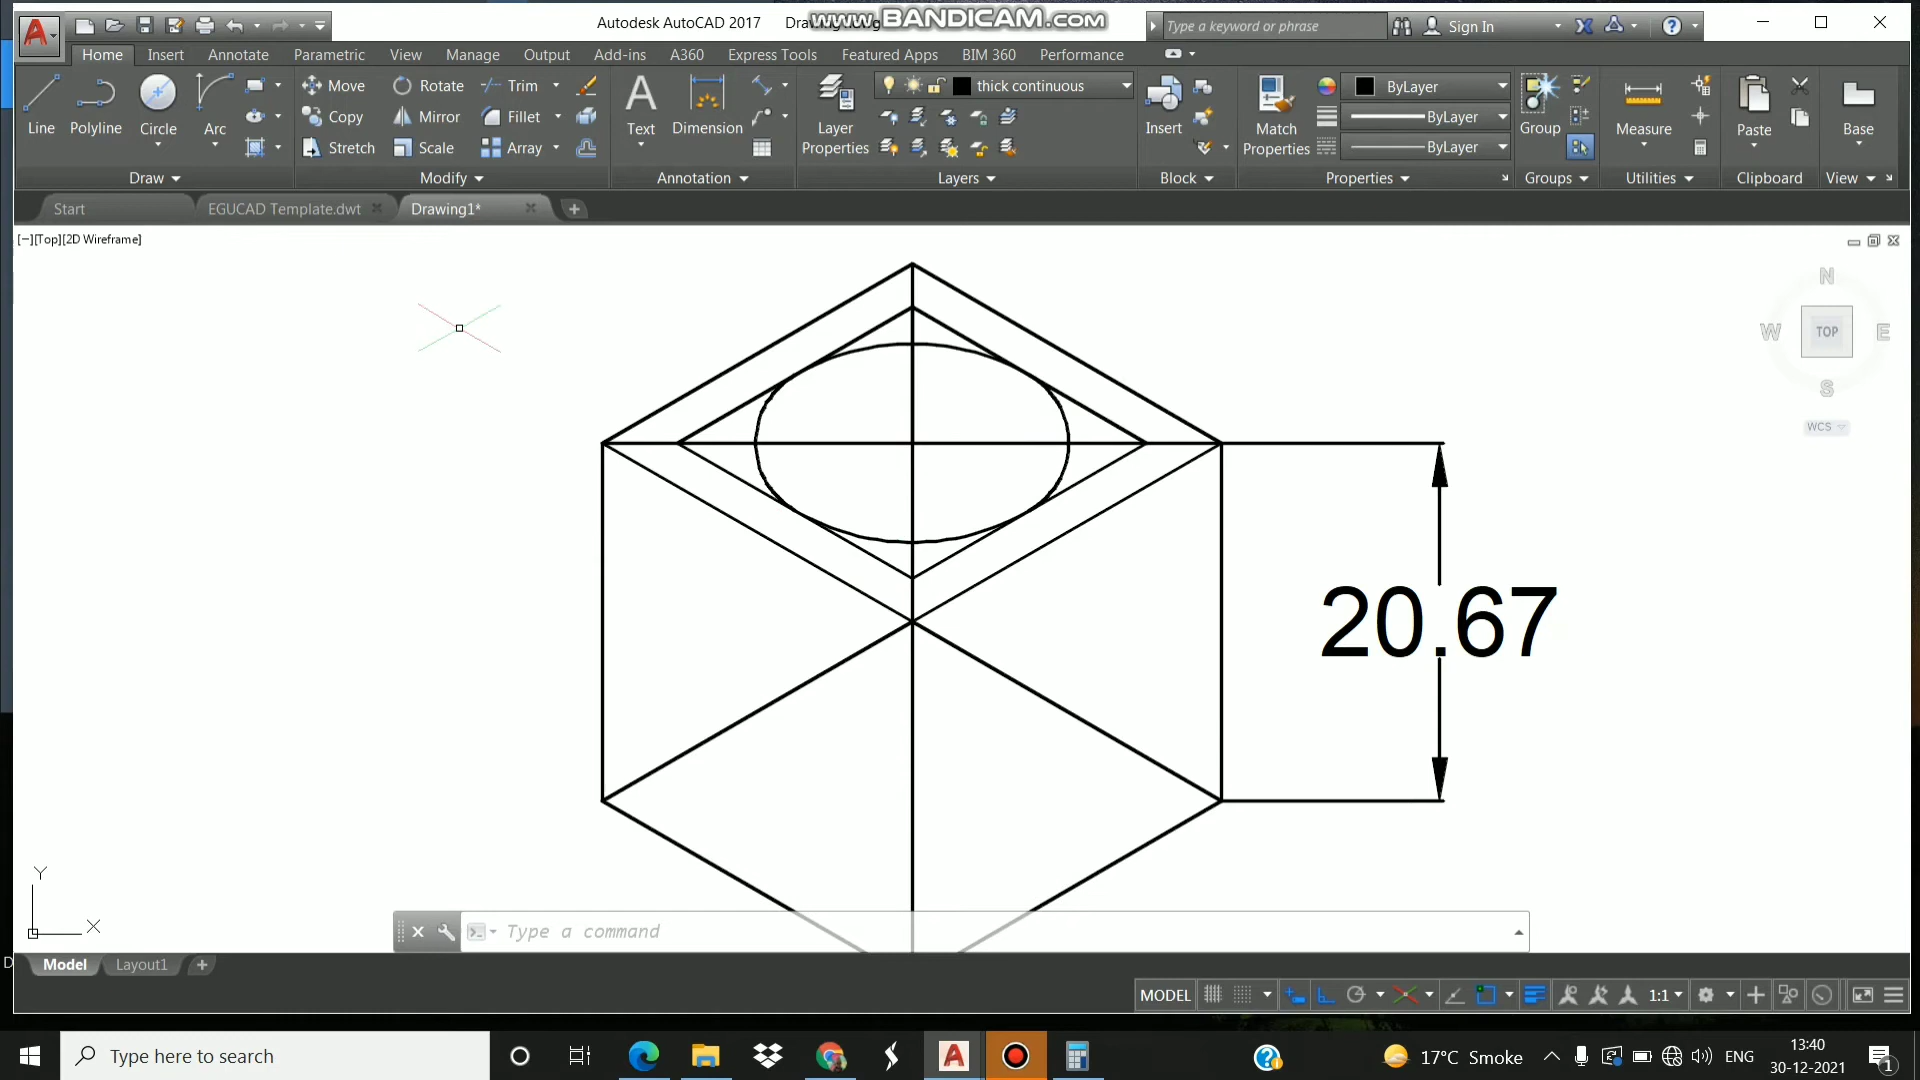 Autodesk AutoCAD 2017
www.BANDICAM.com
Type a keyword or phrase
Sign In
Home Insert Annotate Parametric View Manage Output Add-ins A360 Express Tools Featured Apps BIM 360 Performance
Line Polyline Circle Arc
Move Rotate Trim
Copy Mirror Fillet
Stretch Scale Array
Text Dimension
Layer Properties
thick continuous
Insert
Match Properties
ByLayer
ByLayer
ByLayer
Group Measure Paste Base
Draw Modify Annotation Layers Block Properties Groups Utilities Clipboard View
Start EGUCAD Template.dwt Drawing1*
[−][Top][2D Wireframe]
N
W TOP E
S
WCS
20.67
Y
X
Type a command
D
Model Layout1
MODEL 1:1
Type here to search
17°C Smoke
ENG
13:40
30-12-2021
1